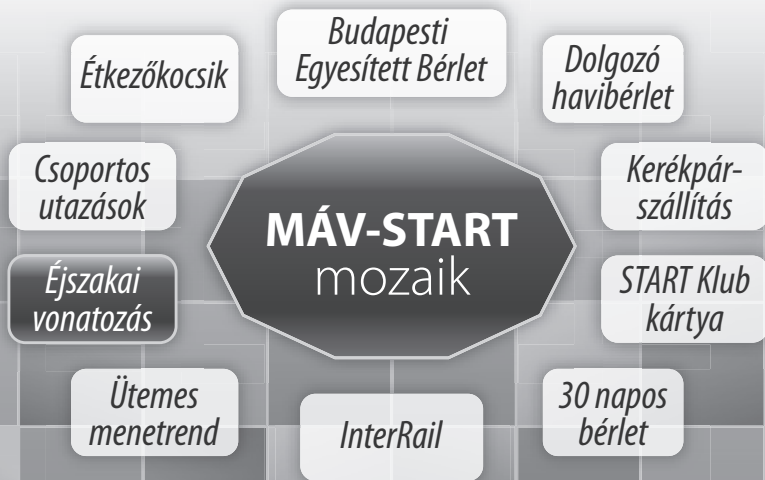 Budapesti
Egyesített Bérlet
Étkezőkocsik
Dolgozó
havibérlet
Csoportos
utazások
Kerékpár-
szállítás
MÁV-START
mozaik
Éjszakai
vonatozás
START Klub
kártya
Ütemes
menetrend
InterRail
30 napos
bérlet